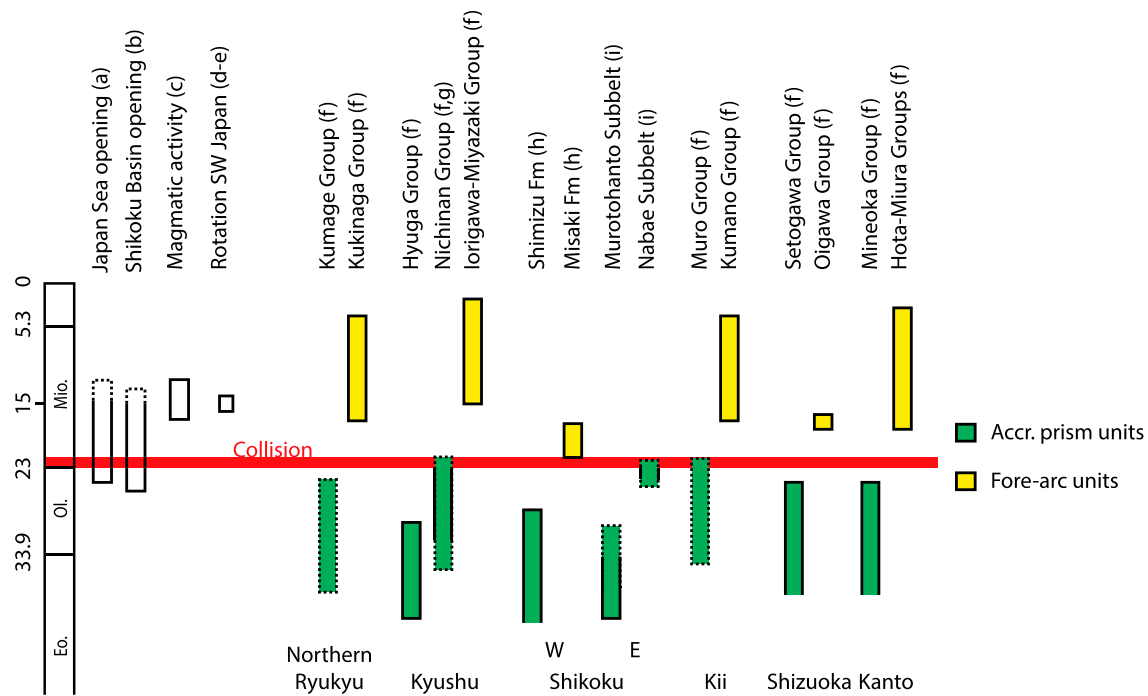 Japan Sea opening (a)
Shikoku Basin opening (b)
Magmatic activity (c)
Rotation SW Japan (d-e)
Kumage Group (f)
Kukinaga Group (f)
Hyuga Group (f)
Nichinan Group (f,g)
Iorigawa-Miyazaki Group (f)
Shimizu Fm (h)
Misaki Fm (h)
Murotohanto Subbelt (i)
Nabae Subbelt (i)
Muro Group (f)
Kumano Group (f)
Setogawa Group (f)
Oigawa Group (f)
Mineoka Group (f)
Hota-Miura Groups (f)
0
5.3
15
23
33.9
Mio.
Ol.
Eo.
Collision
Accr. prism units
Fore-arc units
W
E
Northern
Ryukyu
Kyushu
Shikoku
Kii
Shizuoka
Kanto